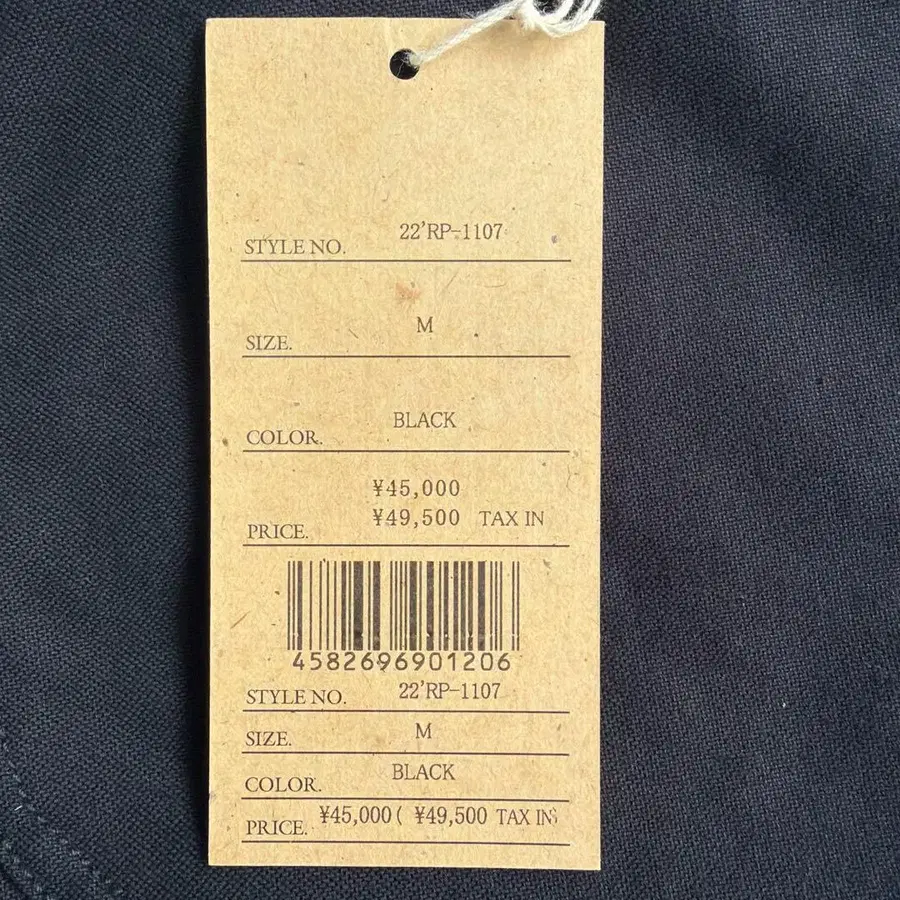 STYLE NO. 22'RP-1107
SIZE. M
COLOR. BLACK
¥45,000
PRICE. ¥49,500 TAX IN
4582696901206
STYLE NO. 22'RP-1107
SIZE. M
COLOR. BLACK
PRICE. ¥45,000( ¥49,500 TAX IN)